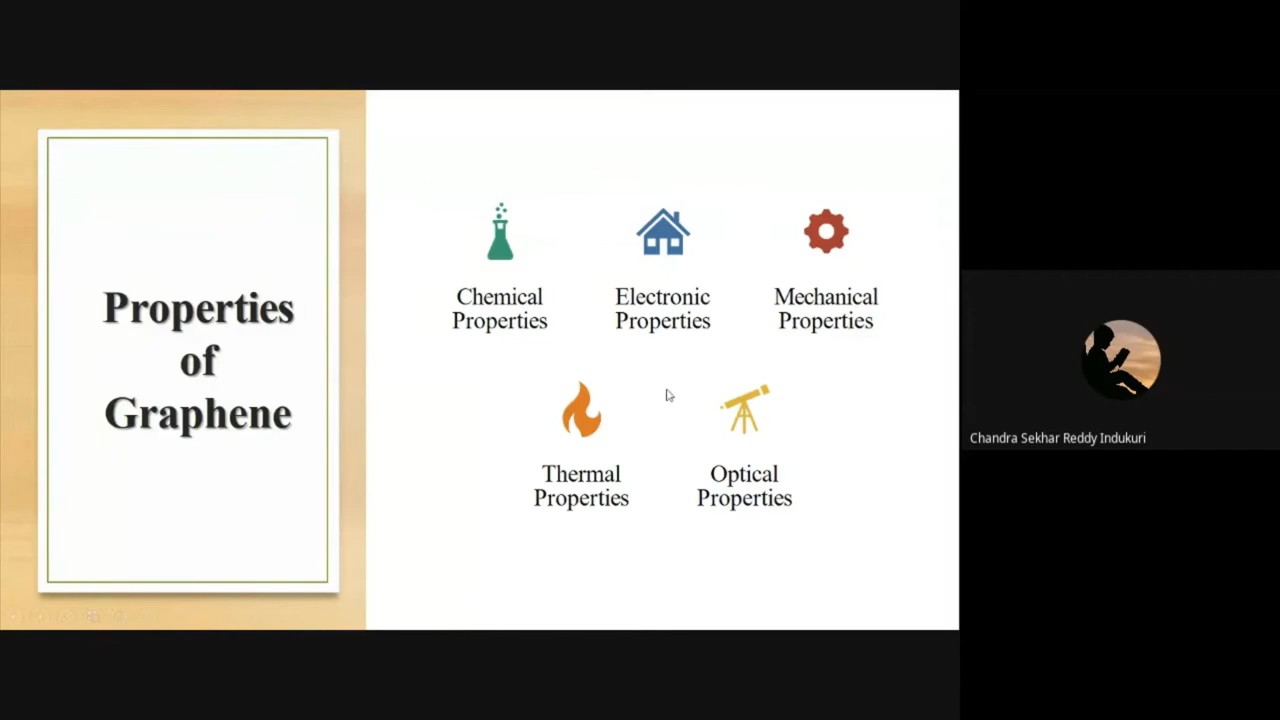 Properties
of
Graphene
Chemical
Properties
Electronic
Properties
Mechanical
Properties
Thermal
Properties
Optical
Properties
Chandra Sekhar Reddy Indukuri